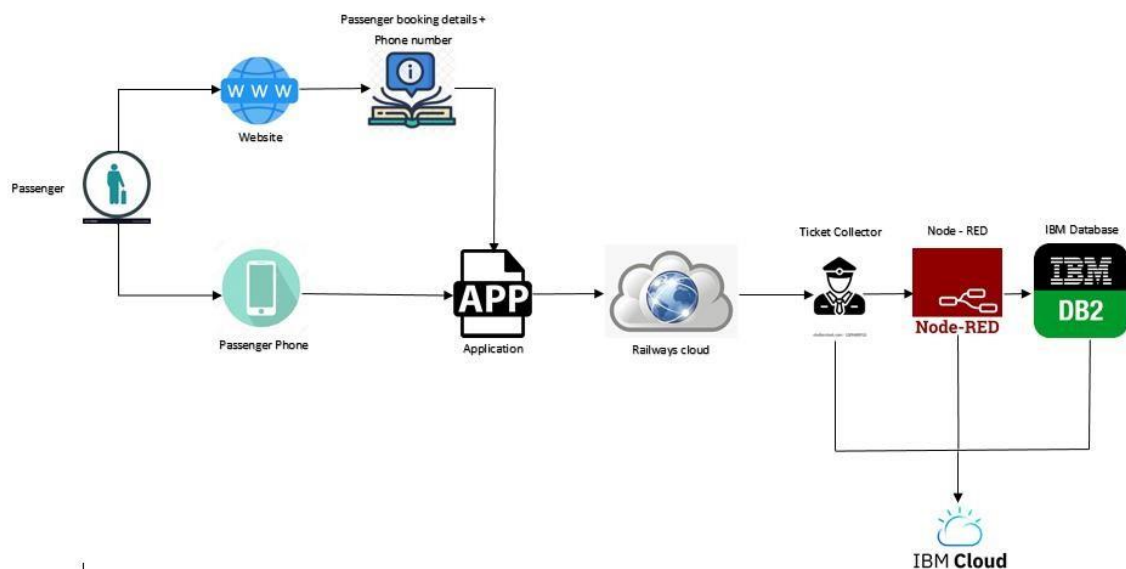 Passenger booking details +
Phone number
WWW
Website
Passenger
Ticket Collector
Node - RED
IBM Database
IBM
DB2
APP
Node-RED
Passenger Phone
Application
Railways cloud
IBM Cloud